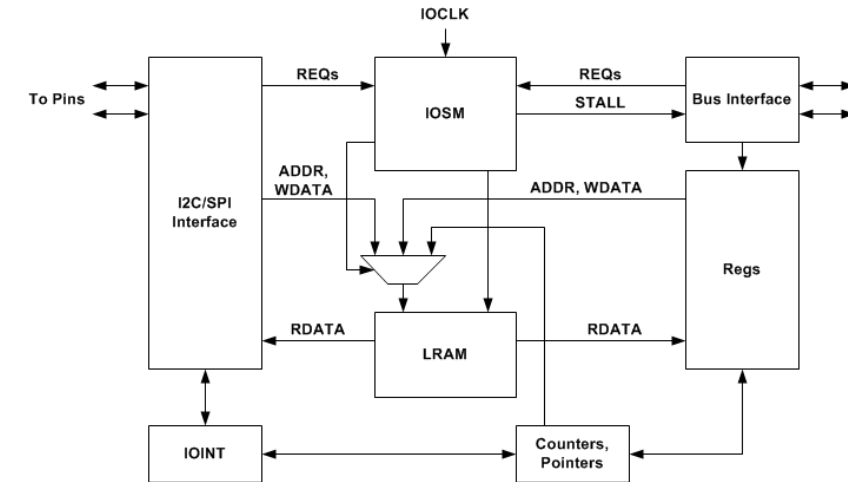 IOCLK
REQs
REQs
To Pins
IOSM
STALL
Bus Interface
ADDR,
WDATA
ADDR, WDATA
I2C/SPI
Interface
Regs
RDATA
LRAM
RDATA
IOINT
Counters,
Pointers